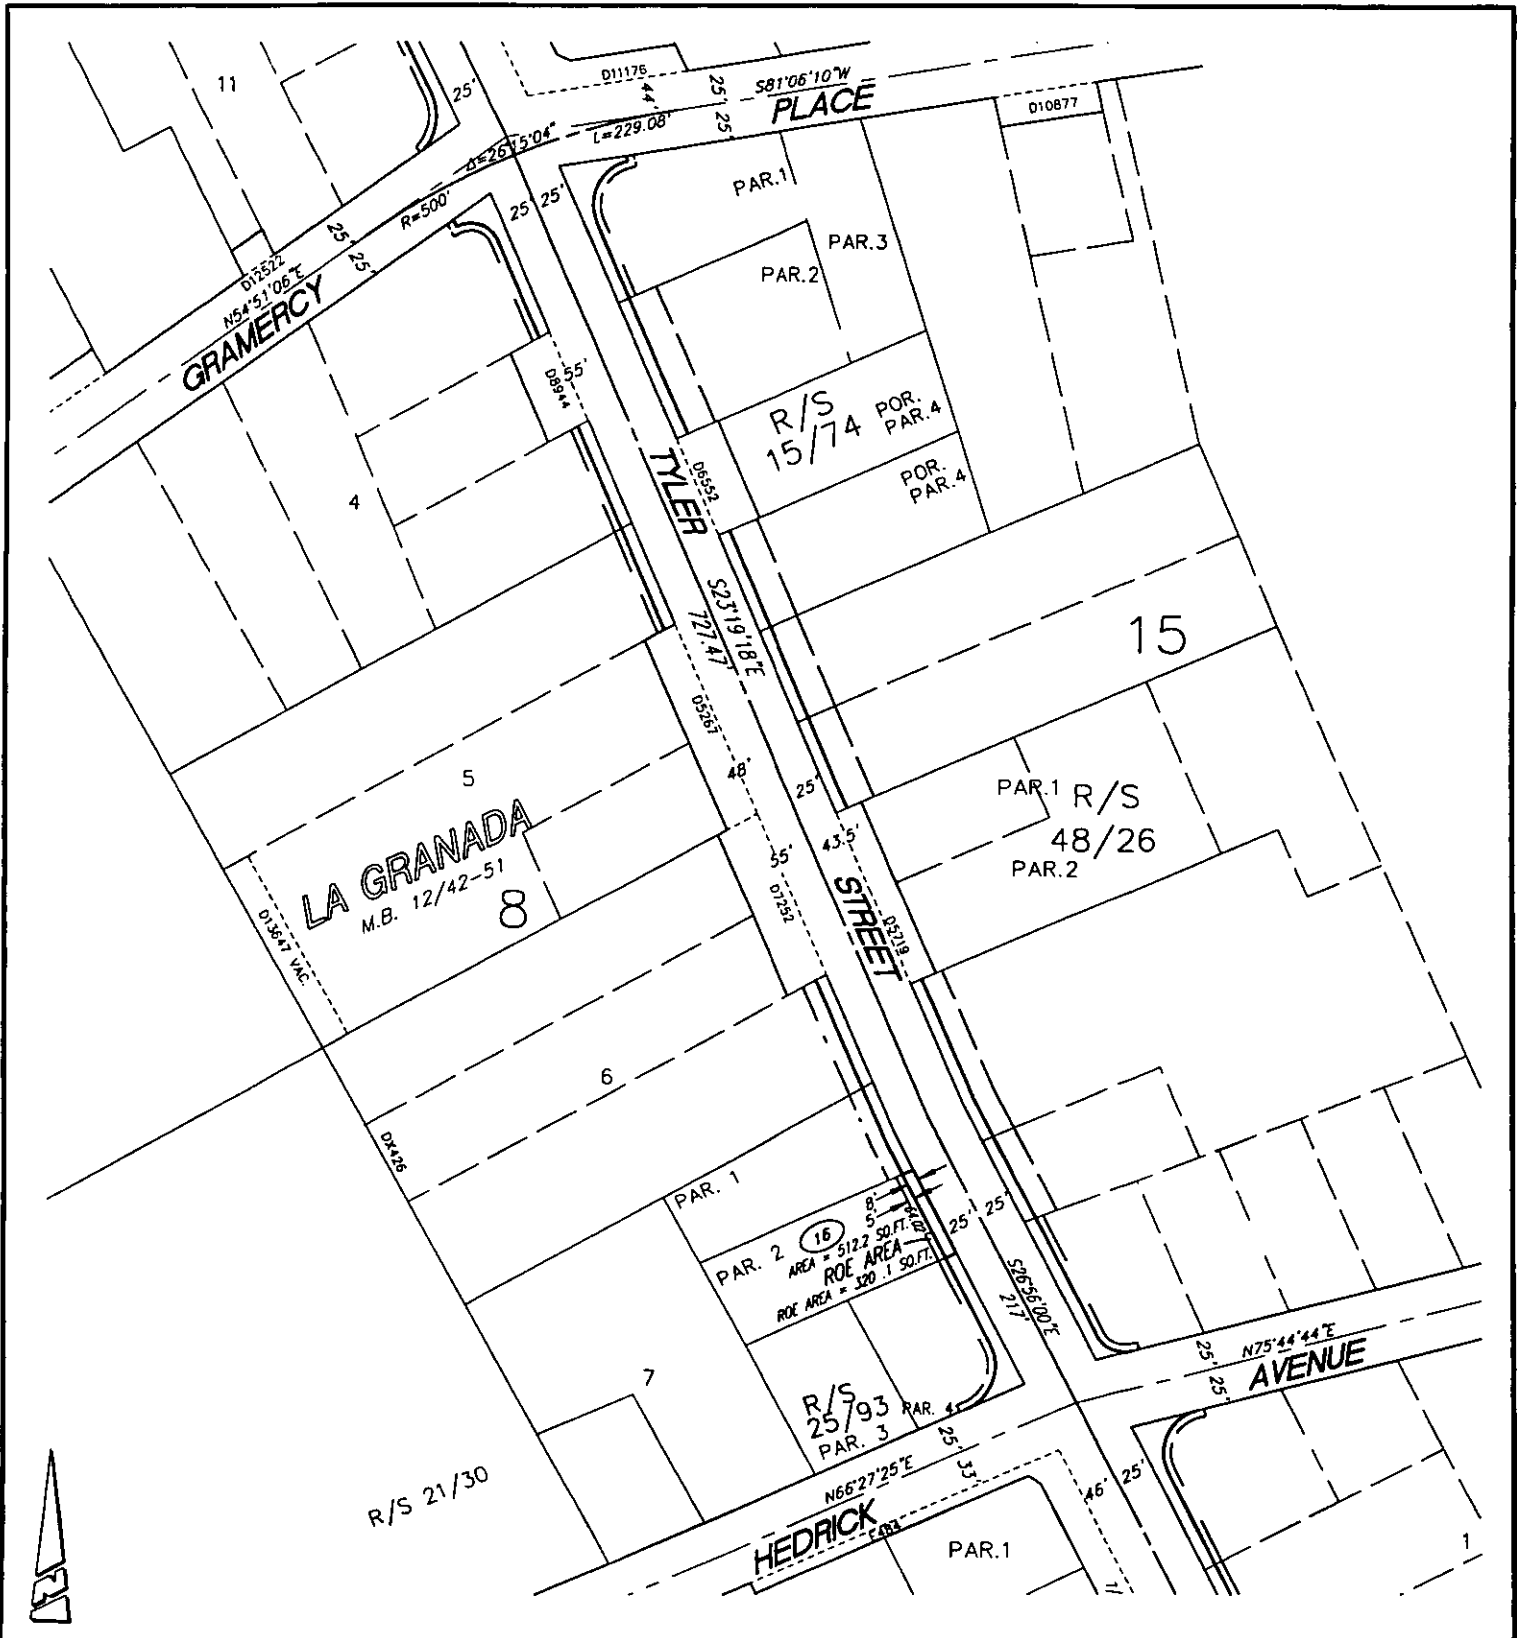 11
25'
D11176
44'
25'
25'
S81°06'10"W
PLACE
D10877
Δ=26°15'04"
L=229.08'
R=500'
25'
25'
25'
25'
D12522
N54°51'06"E
GRAMERCY
PAR.1
PAR.3
PAR.2
D8944
55'
R/S
15/74
POR.
PAR.4
POR.
PAR.4
4
TYLER
D6552
S23°19'18"E
727.47'
15
D5267
5
48'
25'
LA GRANADA
M.B. 12/42-51
8
PAR.1
R/S
48/26
PAR.2
55'
43.5'
D7252
STREET
D5719
D13647 VAC.
6
DX426
PAR. 1
PAR. 2
16
8'
5'
64.02'
AREA = 512.2 SQ.FT.
ROE AREA
ROE AREA = 320.1 SQ.FT.
25'
25'
S26°56'00"E
217'
7
N75°44'44"E
AVENUE
25'
25'
R/S
25/93
PAR. 4
PAR. 3
25'
33'
N66°27'25"E
HEDRICK
46'
25'
R/S 21/30
PAR.1
1
N